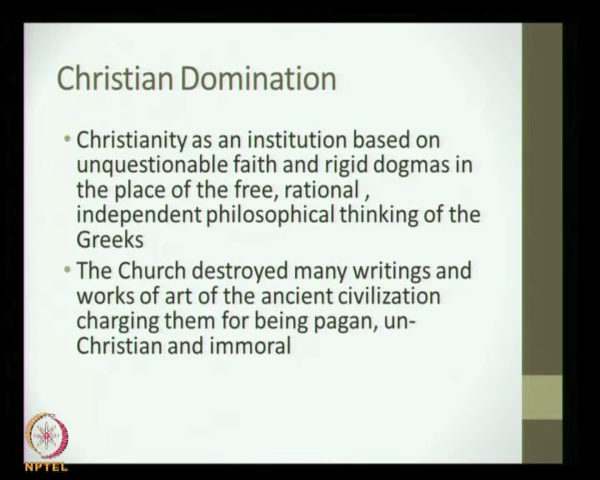 Christian Domination
• Christianity as an institution based on
unquestionable faith and rigid dogmas in
the place of the free, rational ,
independent philosophical thinking of the
Greeks
• The Church destroyed many writings and
works of art of the ancient civilization
charging them for being pagan, un-
Christian and immoral
NPTEL